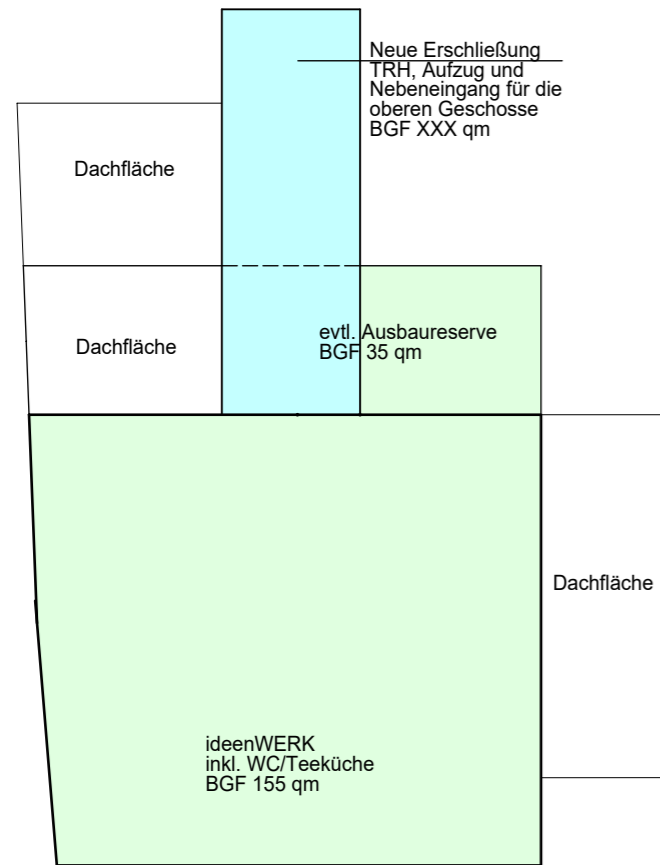 Neue Erschließung
TRH, Aufzug und
Nebeneingang für die
oberen Geschosse
BGF XXX qm
Dachfläche
evtl. Ausbaureserve
BGF 35 qm
Dachfläche
Dachfläche
ideenWERK
inkl. WC/Teeküche
BGF 155 qm